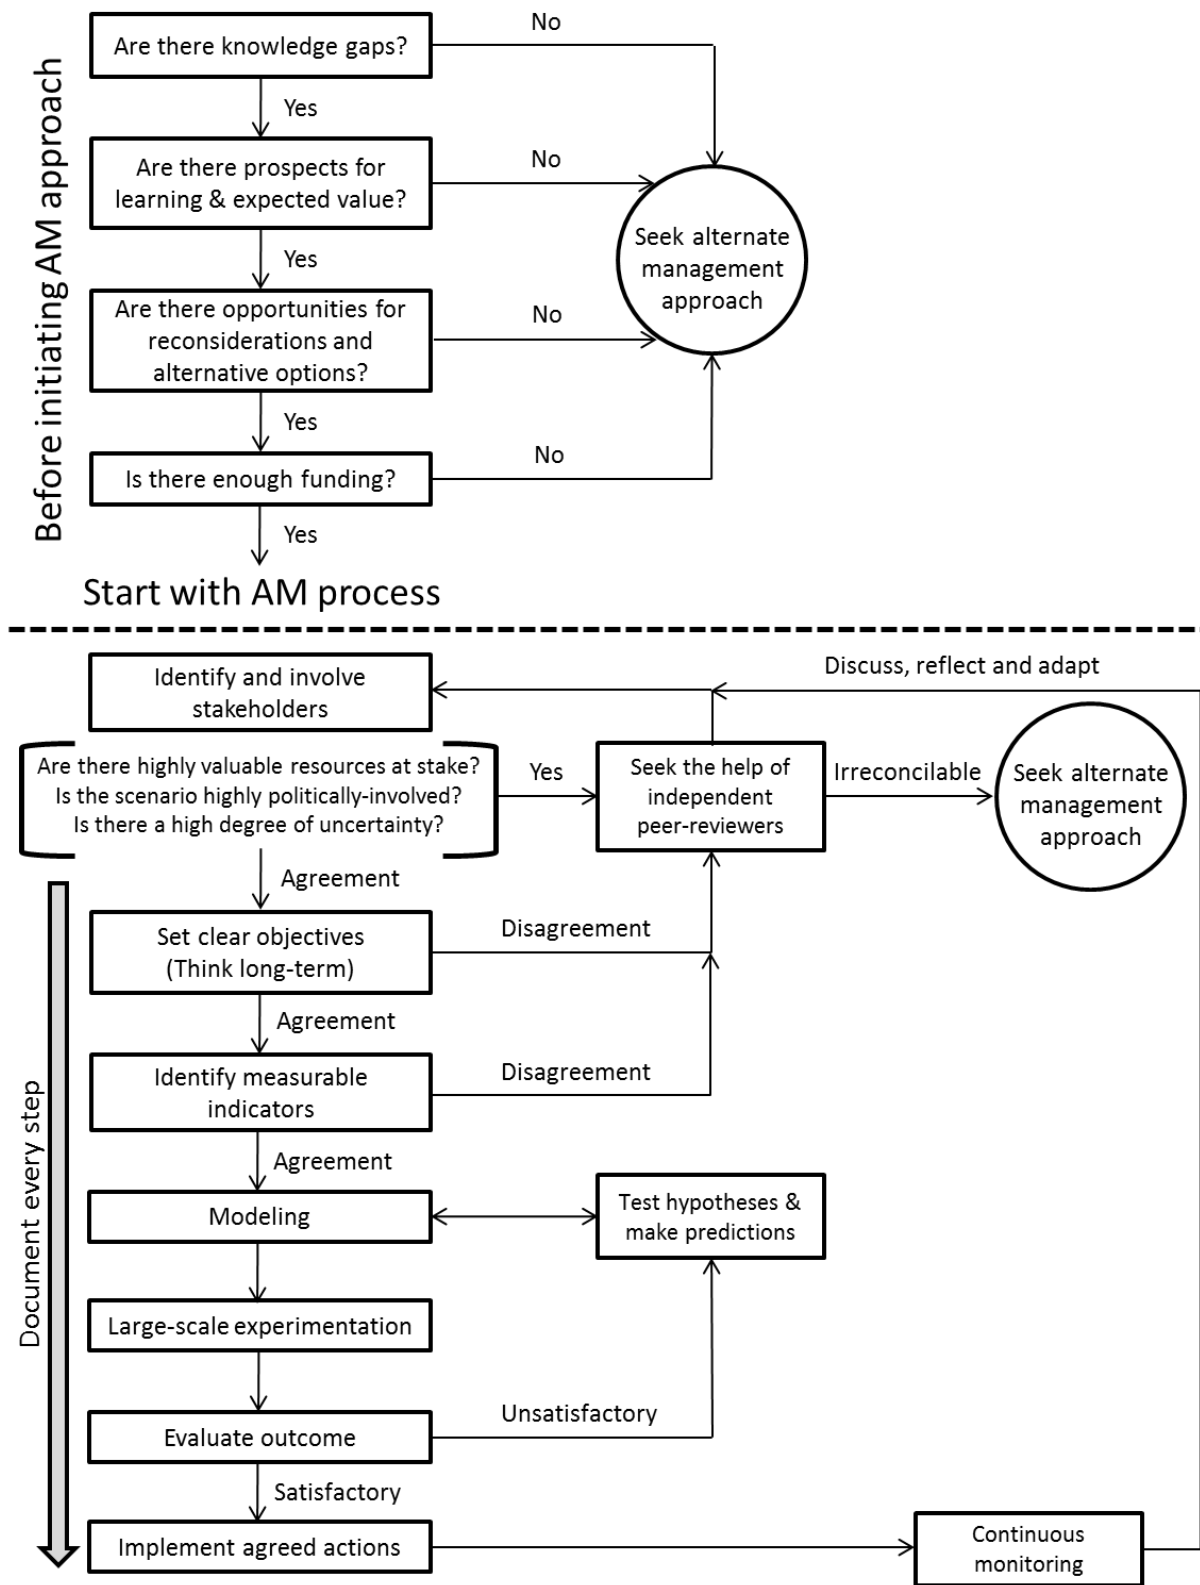 Before initiating AM approach
Are there knowledge gaps?
No
Yes
Are there prospects for
learning & expected value?
No
Seek alternate
management
approach
Yes
Are there opportunities for
reconsiderations and
alternative options?
No
Yes
Is there enough funding?
No
Yes
Start with AM process
Identify and involve
stakeholders
Discuss, reflect and adapt
Are there highly valuable resources at stake?
Is the scenario highly politically-involved?
Is there a high degree of uncertainty?
Yes
Seek the help of
independent
peer-reviewers
Irreconcilable
Seek alternate
management
approach
Agreement
Document every step
Set clear objectives
(Think long-term)
Disagreement
Agreement
Identify measurable
indicators
Disagreement
Agreement
Modeling
Test hypotheses &
make predictions
Large-scale experimentation
Evaluate outcome
Unsatisfactory
Satisfactory
Implement agreed actions
Continuous
monitoring